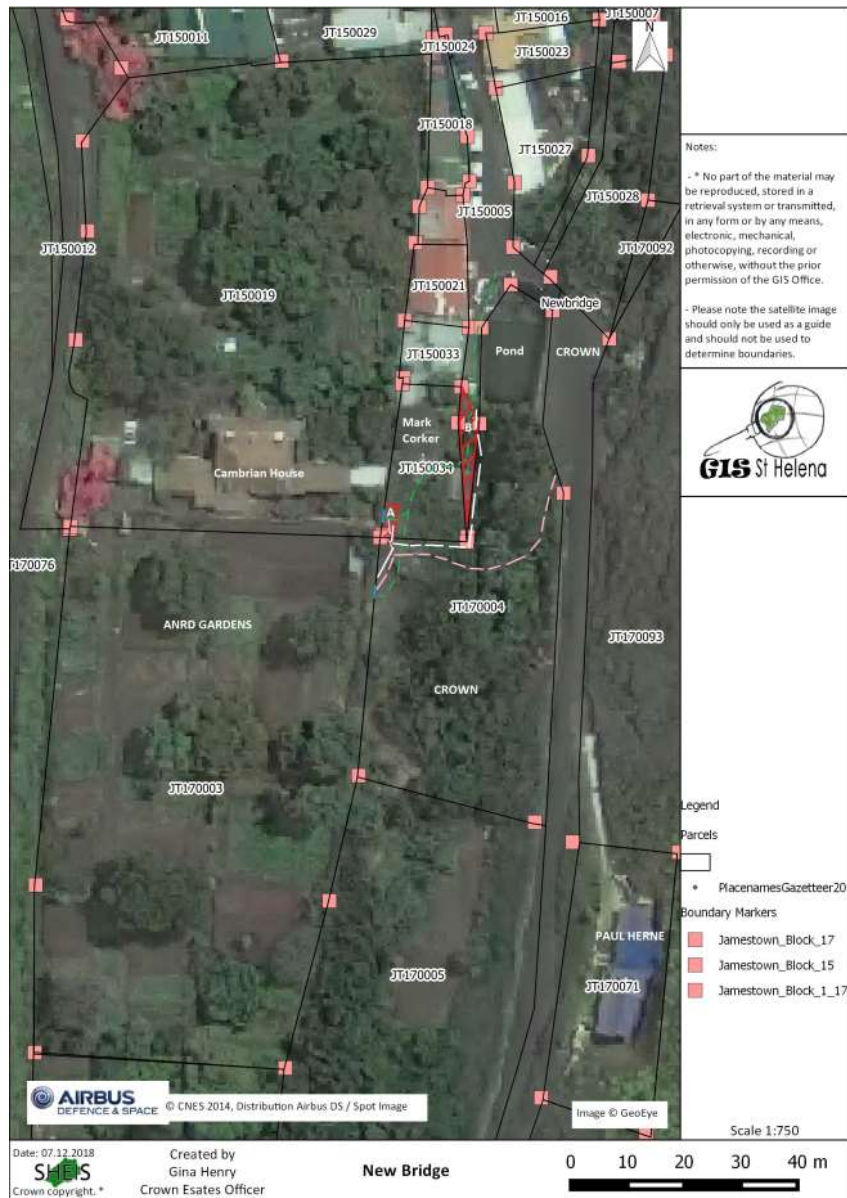 JT150011
JT150029
JT150024
JT150016
JT150007
JT150023
N
JT150018
JT150027
JT150005
JT150028
JT150012
JT170092
JT150019
JT150021
Newbridge
JT150033
Pond
CROWN
Mark
Corker
B
Cambrian House
JT150034
A
JT170076
JT170004
ANRD GARDENS
JT170093
CROWN
JT170003
PAUL HERNE
JT170005
JT170071
Notes:
- * No part of the material may
be reproduced, stored in a
retrieval system or transmitted,
in any form or by any means,
electronic, mechanical,
photocopying, recording or
otherwise, without the prior
permission of the GIS Office.
- Please note the satellite image
should only be used as a guide
and should not be used to
determine boundaries.
GIS St Helena
Legend
Parcels
PlacenamesGazetteer20
Boundary Markers
Jamestown_Block_17
Jamestown_Block_15
Jamestown_Block_1_17
AIRBUS
DEFENCE & SPACE
© CNES 2014, Distribution Airbus DS / Spot Image
Image © GeoEye
Scale 1:750
Date: 07.12.2018
SHEIS
Crown copyright. *
Created by
Gina Henry
Crown Esates Officer
New Bridge
0 10 20 30 40 m